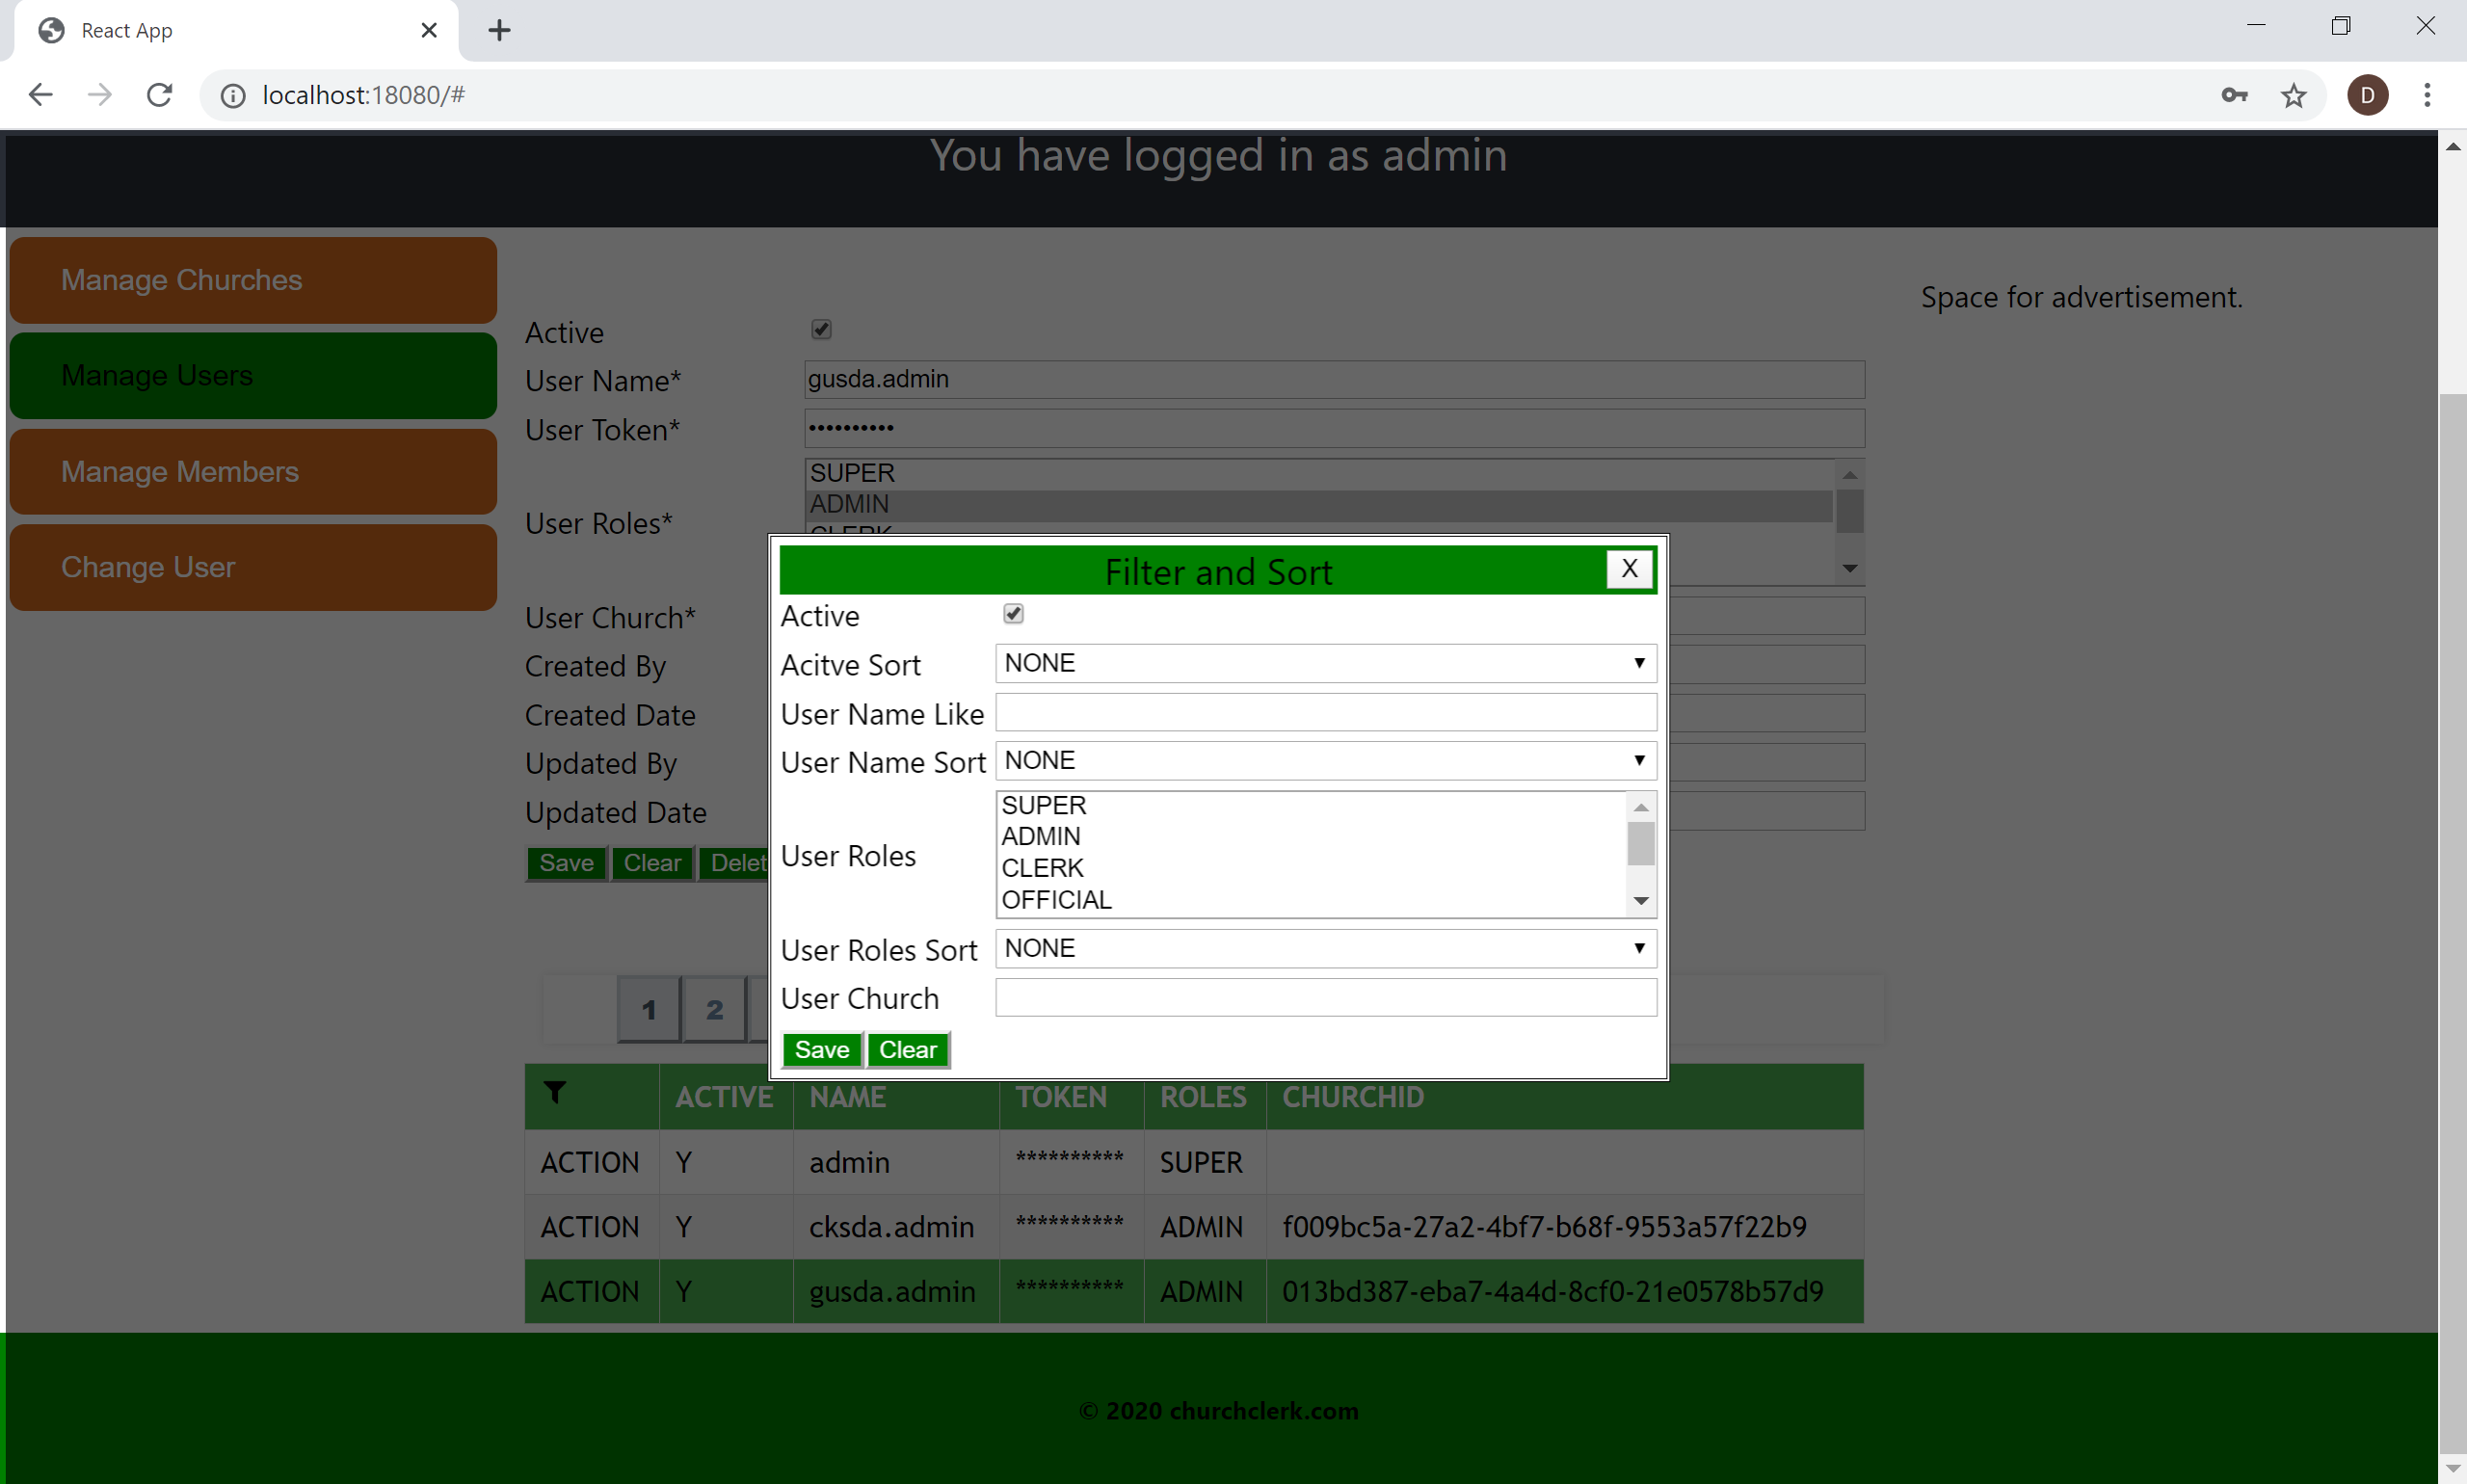 React App
localhost:18080/#
D
You have logged in as admin
Manage Churches
Manage Users
Manage Members
Change User
Space for advertisement.
Active
User Name* gusda.admin
User Token* ••••••••••
User Roles*
SUPER
ADMIN
CLERK
User Church*
Created By
Created Date
Updated By
Updated Date
Save Clear Delet
Filter and Sort X
Active
Acitve Sort NONE
User Name Like
User Name Sort NONE
User Roles
SUPER
ADMIN
CLERK
OFFICIAL
User Roles Sort NONE
User Church
Save Clear
1 2
ACTIVE NAME TOKEN ROLES CHURCHID
ACTION Y admin ********** SUPER
ACTION Y cksda.admin ********** ADMIN f009bc5a-27a2-4bf7-b68f-9553a57f22b9
ACTION Y gusda.admin ********** ADMIN 013bd387-eba7-4a4d-8cf0-21e0578b57d9
© 2020 churchclerk.com